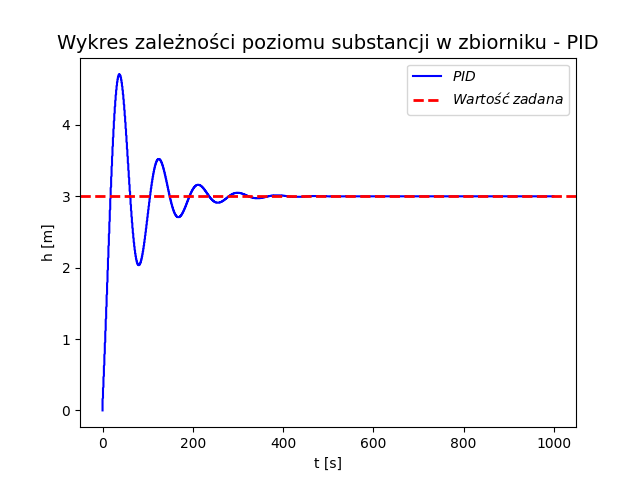 Wykres zależności poziomu substancji w zbiorniku - PID
PID
Wartość zadana
h [m]
4
3
2
1
0
0 200 400 600 800 1000
t [s]